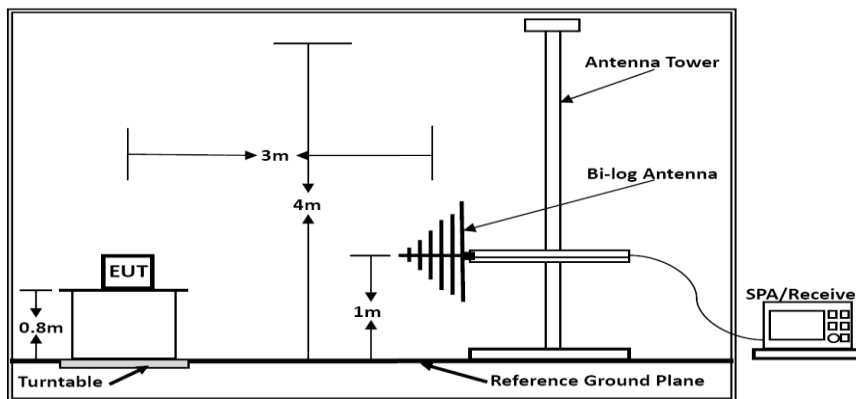 Antenna Tower
3m
Bi-log Antenna
4m
EUT
SPA/Receive
0.8m
1m
Turntable
Reference Ground Plane